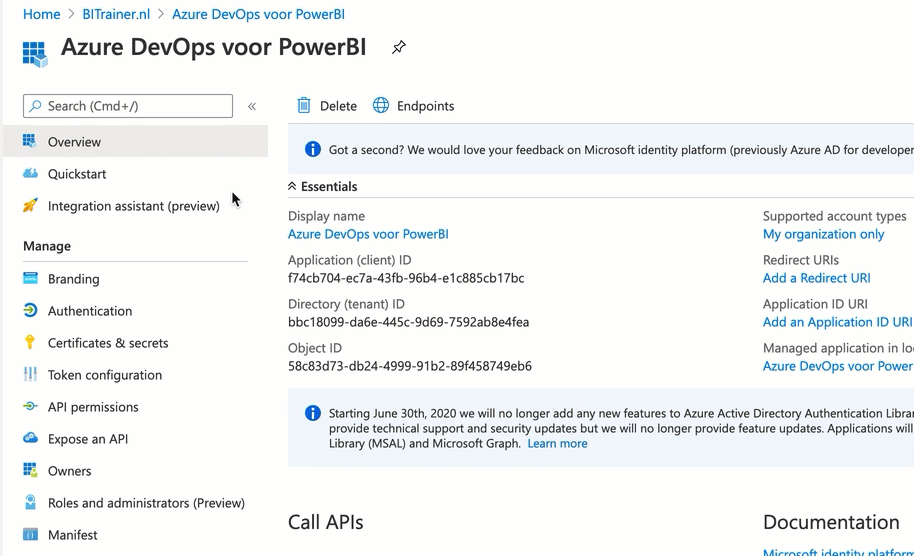 Home > BITrainer.nl > Azure DevOps voor PowerBI
Azure DevOps voor PowerBI
Search (Cmd+/)
«
Delete
Endpoints
Overview
Quickstart
Integration assistant (preview)
Manage
Branding
Authentication
Certificates & secrets
Token configuration
API permissions
Expose an API
Owners
Roles and administrators (Preview)
Manifest
Got a second? We would love your feedback on Microsoft identity platform (previously Azure AD for developer
Essentials
Display name
Azure DevOps voor PowerBI
Application (client) ID
f74cb704-ec7a-43fb-96b4-e1c885cb17bc
Directory (tenant) ID
bbc18099-da6e-445c-9d69-7592ab8e4fea
Object ID
58c83d73-db24-4999-91b2-89f458749eb6
Supported account types
My organization only
Redirect URIs
Add a Redirect URI
Application ID URI
Add an Application ID URI
Managed application in lo
Azure DevOps voor Power
Starting June 30th, 2020 we will no longer add any new features to Azure Active Directory Authentication Librar
provide technical support and security updates but we will no longer provide feature updates. Applications will
Library (MSAL) and Microsoft Graph. Learn more
Call APIs
Documentation
Microsoft identity platform